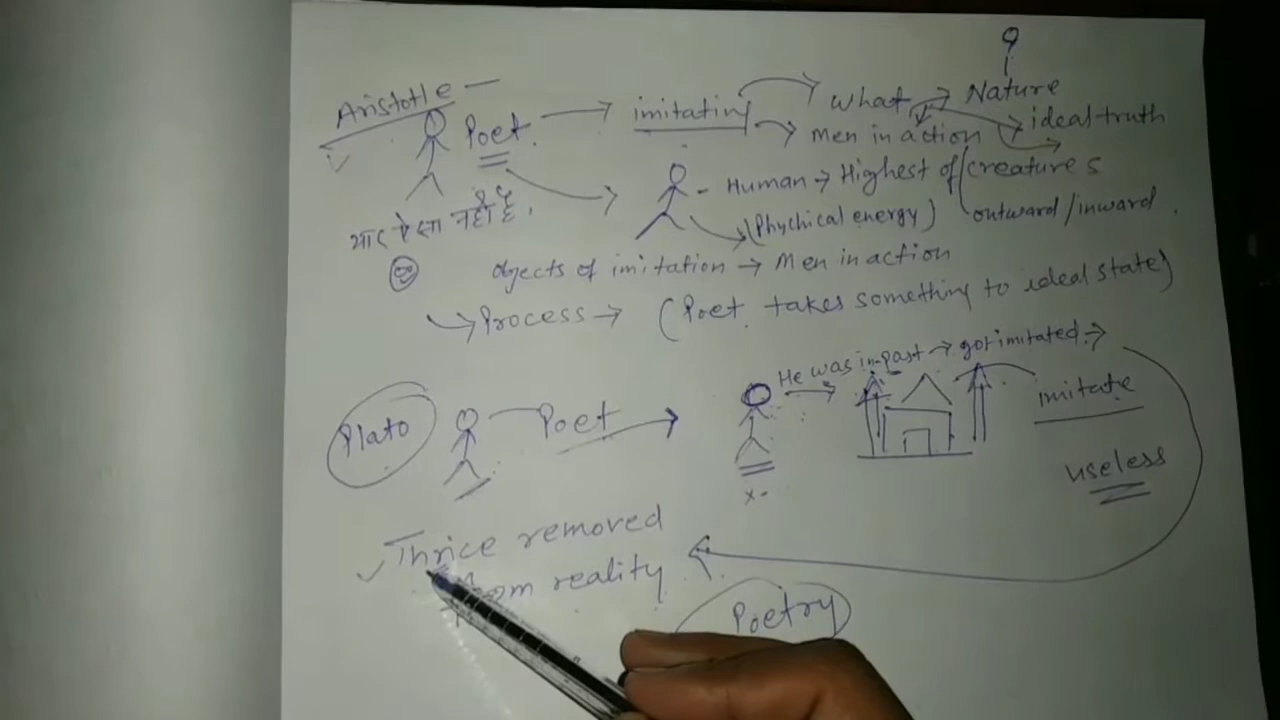 Aristotle —
Poet. → imitating → what → Nature
→ men in action → ideal truth
Human → Highest of creatures
(Phychical energy) outward/inward.
ऐसा नहीं है.
objects of imitation → Men in action
→ Process → (Poet takes something to ideal state)
He was in past → got imitated →
Plato Poet → imitate
useless
x
Thrice removed
from reality
Poetry